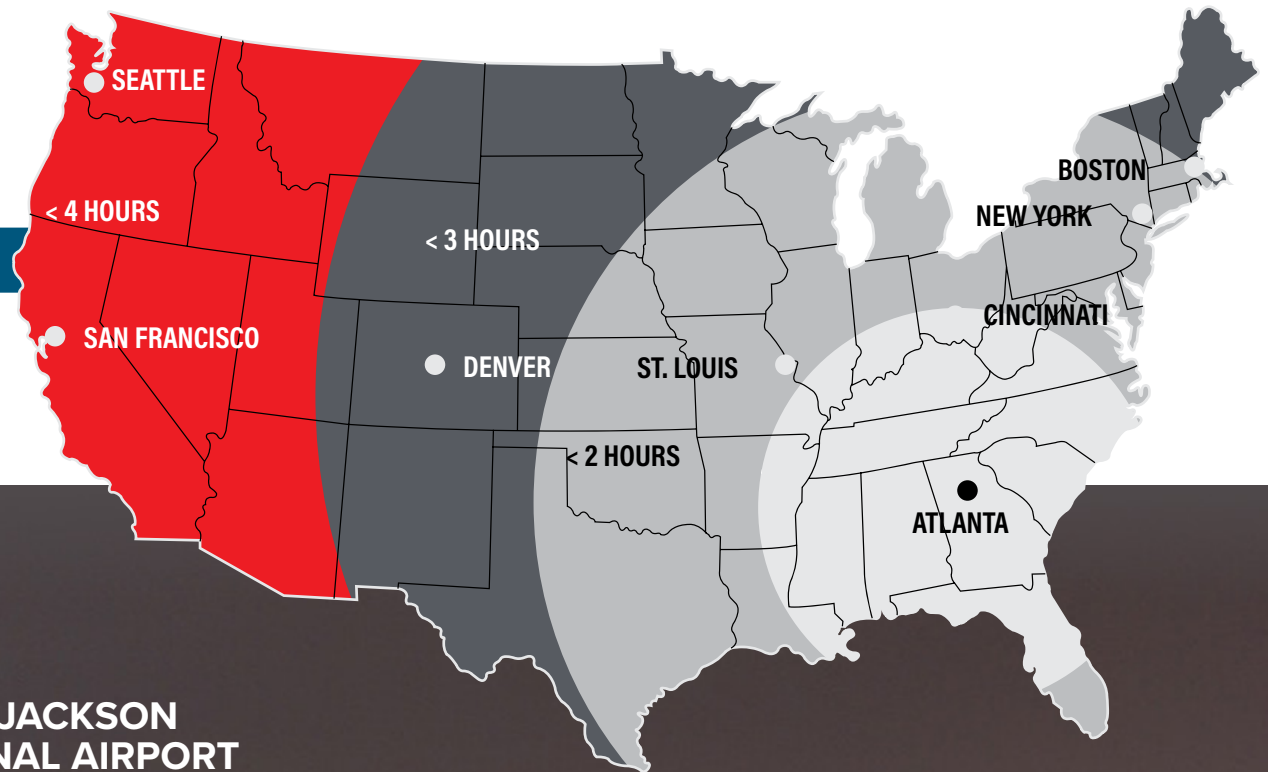 SEATTLE
BOSTON
< 4 HOURS
NEW YORK
< 3 HOURS
CINCINNATI
SAN FRANCISCO
DENVER
ST. LOUIS
< 2 HOURS
ATLANTA
JACKSON
NAL AIRPORT